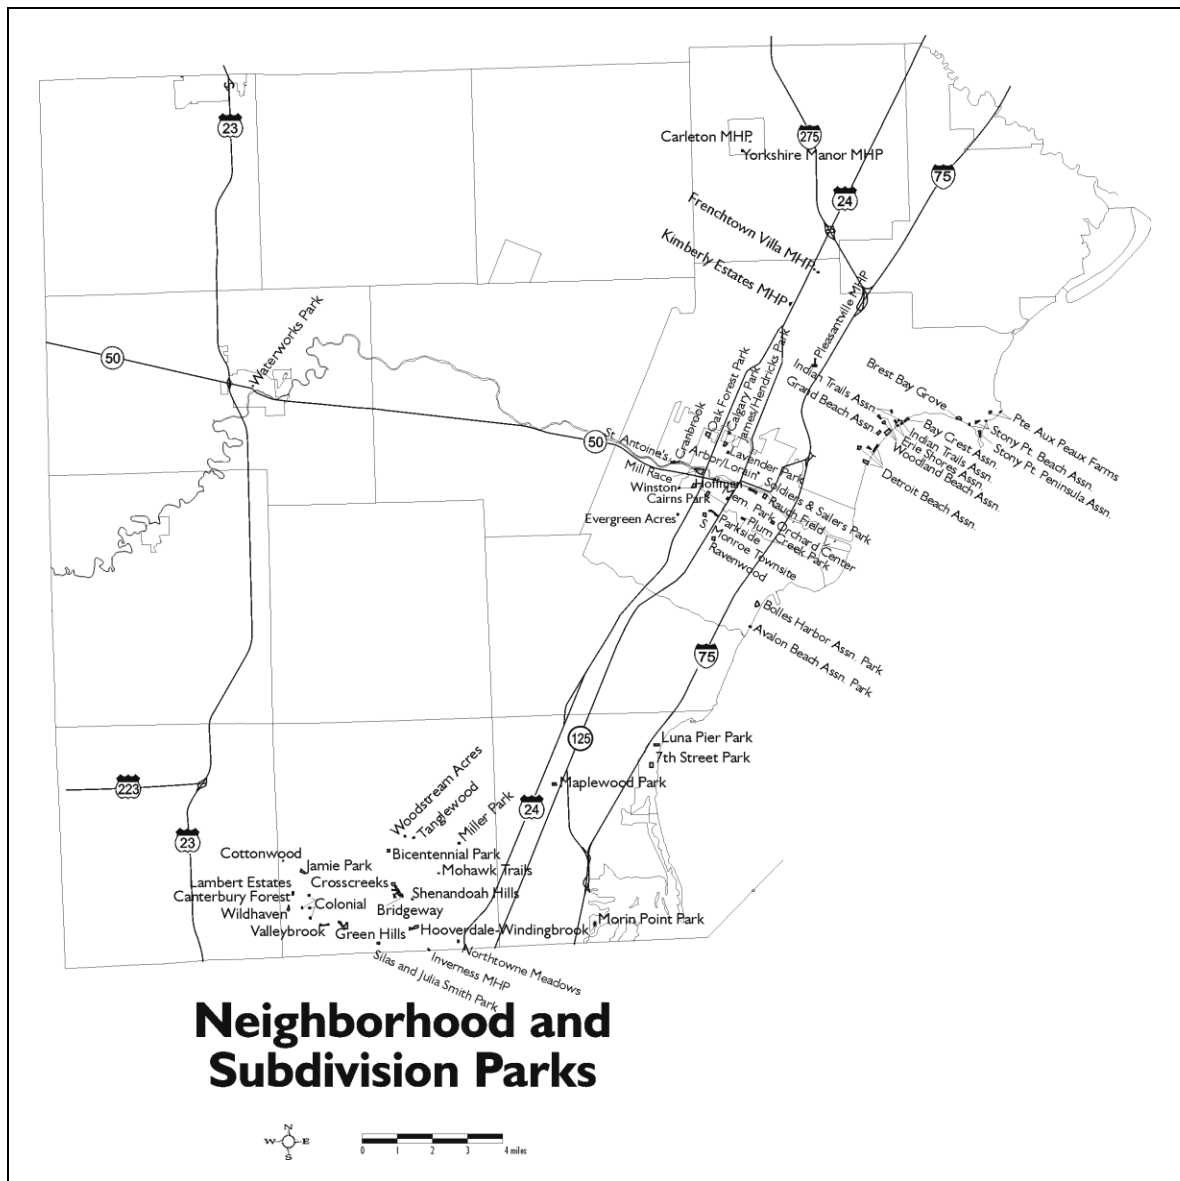 23
275
Carleton MHP
Yorkshire Manor MHP
75
24
Frenchtown Villa MHP
Kimberly Estates MHP
Pleasantville MHP
Waterworks Park
50
Oak Forest Park
Calgary Park
James/Hendricks Park
Indian Trails Assn.
Grand Beach Assn.
Brest Bay Grove
Pte. Aux Peaux Farms
Stony Pt. Beach Assn.
Stony Pt. Peninsula Assn.
Bay Crest Assn.
Indian Trails Assn.
Erie Shores Assn.
Woodland Beach Assn.
Detroit Beach Assn.
Cranbrook
50
St. Antoine's
Arbor/Lorain
Lavender Park
Mill Race
Winston
Hoffman
Soldiers & Sailers Park
Cairns Park
Mem. Park
Rauch Field
Evergreen Acres
Parkside
Plum Creek Park
Orchard Center
S Monroe Townsite
Ravenwood
Bolles Harbor Assn. Park
Avalon Beach Assn. Park
75
125
Luna Pier Park
7th Street Park
223
Maplewood Park
24
23
Woodstream Acres
Tanglewood
Miller Park
Cottonwood
Bicentennial Park
Jamie Park
Mohawk Trails
Lambert Estates
Crosscreeks
Canterbury Forest
Shenandoah Hills
Colonial
Wildhaven
Bridgeway
Valleybrook
Green Hills
Hooverdale-Windingbrook
Morin Point Park
Northtowne Meadows
Inverness MHP
Silas and Julia Smith Park
Neighborhood and
Subdivision Parks
N
W E
S
0 1 2 3 4 miles